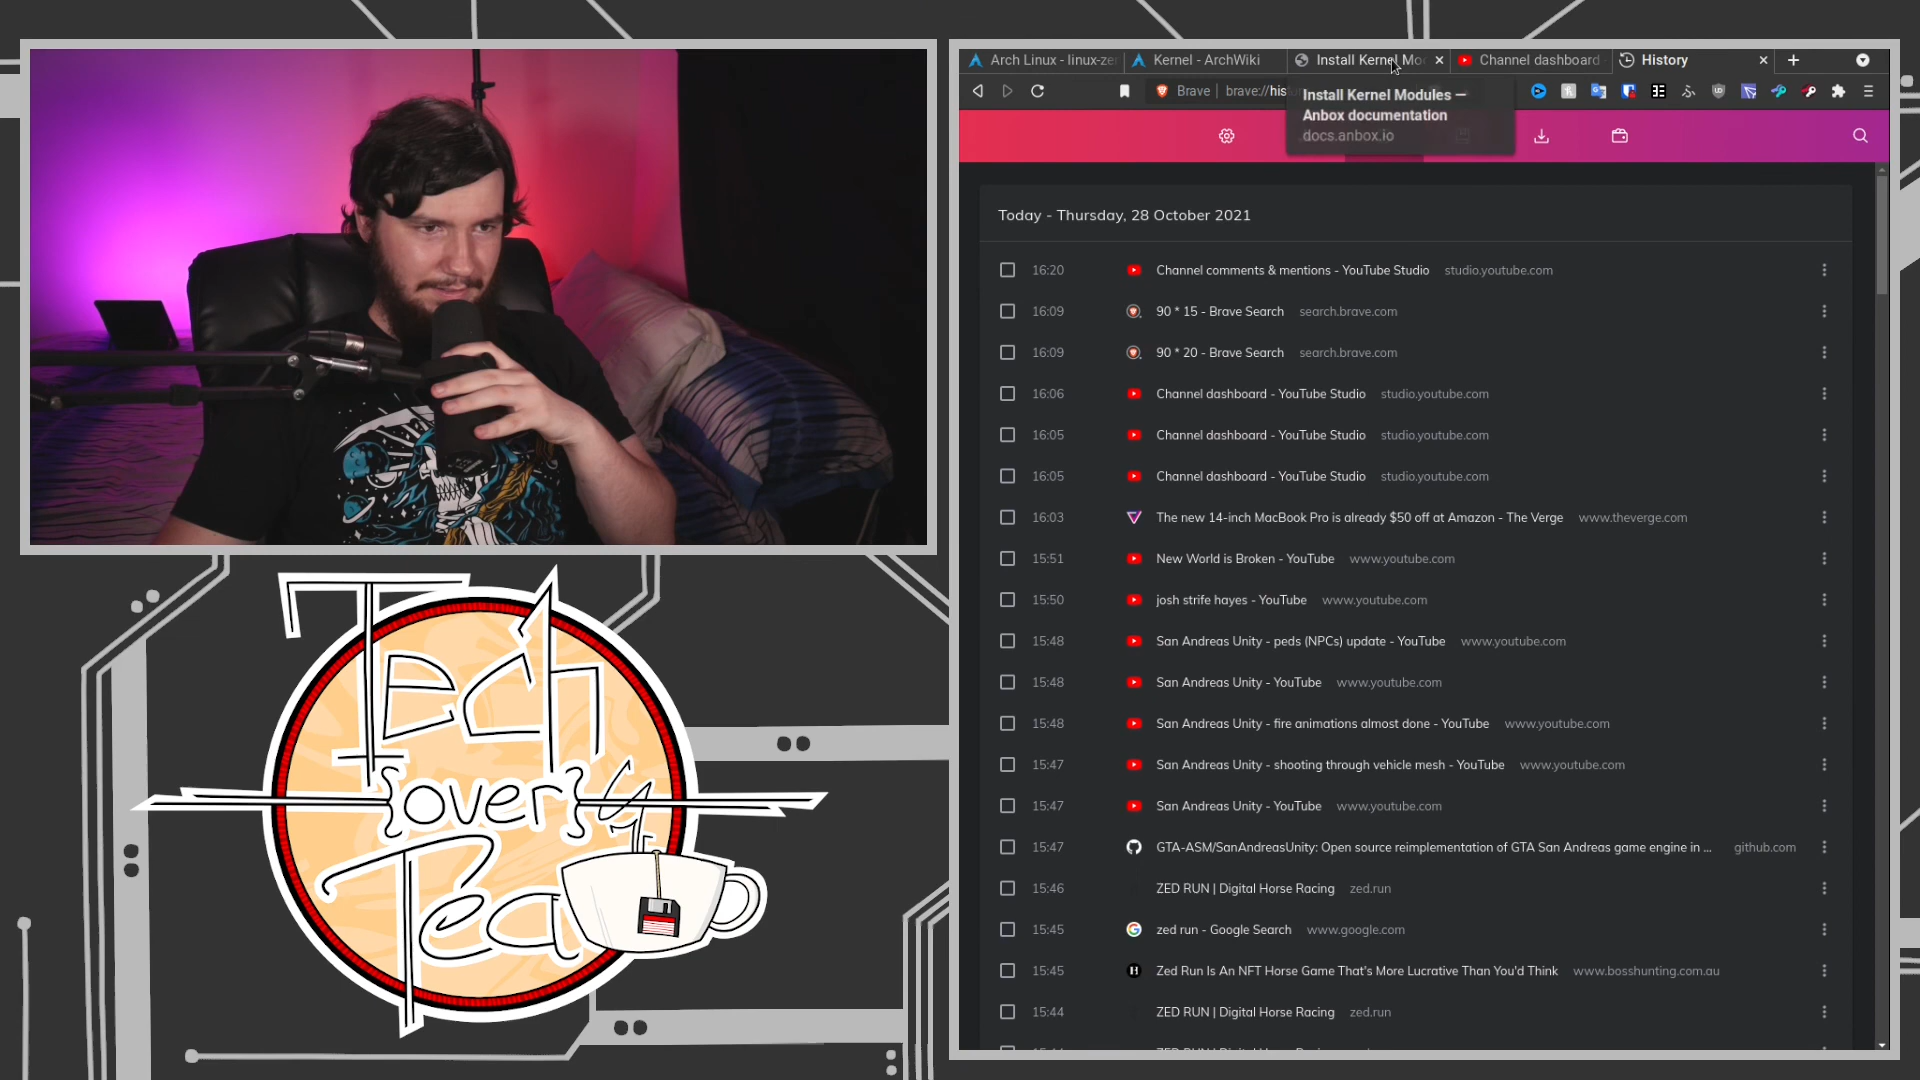 Arch Linux - linux-ze
Kernel - ArchWiki
Install Kernel Mo
Channel dashboard
History
Brave
brave://his
Install Kernel Modules —
Anbox documentation
docs.anbox.io
Today - Thursday, 28 October 2021
16:20 Channel comments & mentions - YouTube Studio studio.youtube.com
16:09 90 * 15 - Brave Search search.brave.com
16:09 90 * 20 - Brave Search search.brave.com
16:06 Channel dashboard - YouTube Studio studio.youtube.com
16:05 Channel dashboard - YouTube Studio studio.youtube.com
16:05 Channel dashboard - YouTube Studio studio.youtube.com
16:03 The new 14-inch MacBook Pro is already $50 off at Amazon - The Verge www.theverge.com
15:51 New World is Broken - YouTube www.youtube.com
15:50 josh strife hayes - YouTube www.youtube.com
15:48 San Andreas Unity - peds (NPCs) update - YouTube www.youtube.com
15:48 San Andreas Unity - YouTube www.youtube.com
15:48 San Andreas Unity - fire animations almost done - YouTube www.youtube.com
15:47 San Andreas Unity - shooting through vehicle mesh - YouTube www.youtube.com
15:47 San Andreas Unity - YouTube www.youtube.com
15:47 GTA-ASM/SanAndreasUnity: Open source reimplementation of GTA San Andreas game engine in ... github.com
15:46 ZED RUN | Digital Horse Racing zed.run
15:45 zed run - Google Search www.google.com
15:45 Zed Run Is An NFT Horse Game That's More Lucrative Than You'd Think www.bosshunting.com.au
15:44 ZED RUN | Digital Horse Racing zed.run
Tech
{over}
Tea